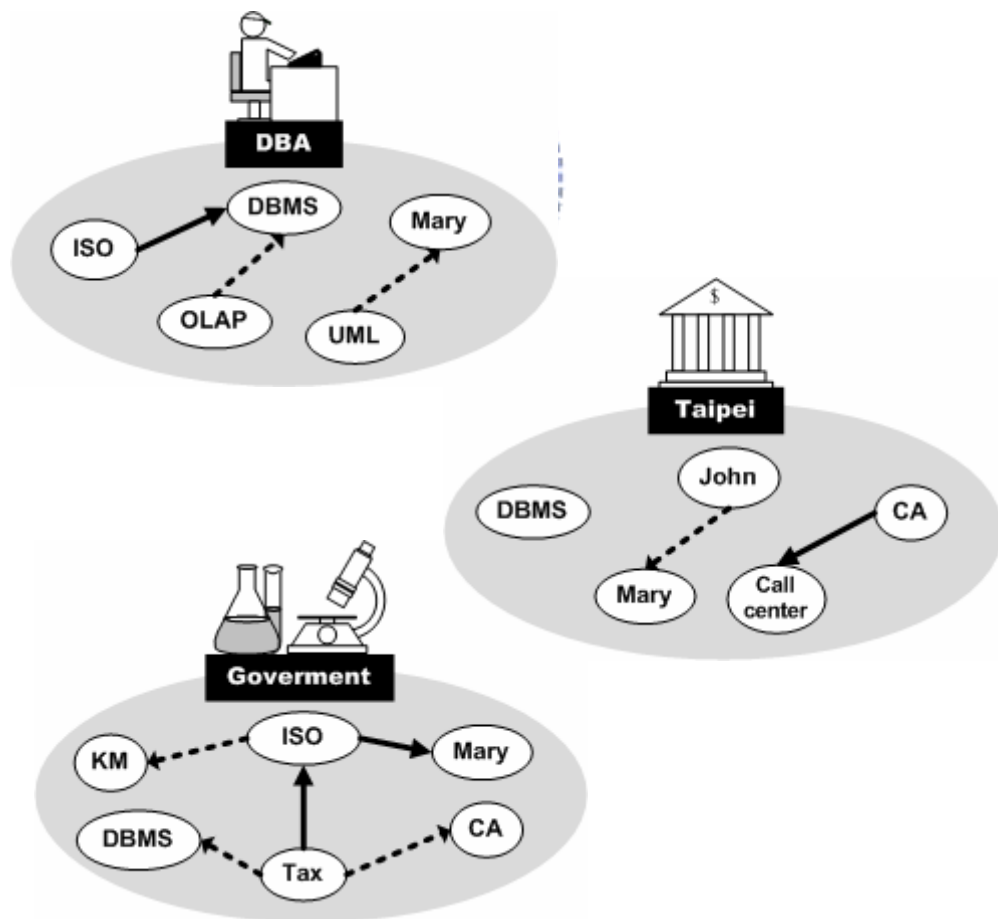 DBA
DBMS
Mary
ISO
OLAP
UML
$
Taipei
John
DBMS
CA
Mary
Call
center
Goverment
ISO
KM
Mary
DBMS
CA
Tax